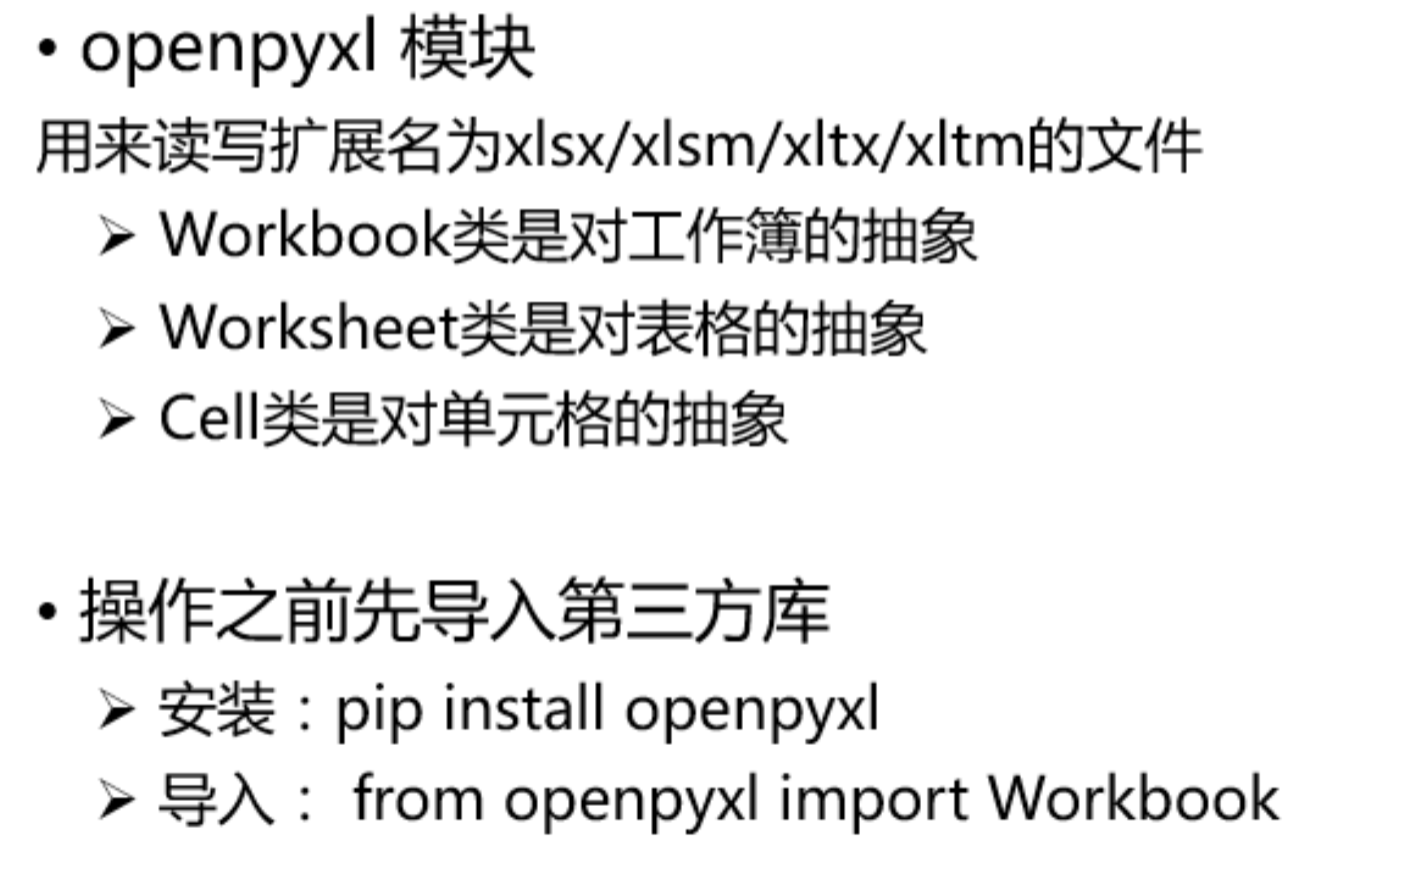 • openpyxl 模块
用来读写扩展名为xlsx/xlsm/xltx/xltm的文件
➢ Workbook类是对工作簿的抽象
➢ Worksheet类是对表格的抽象
➢ Cell类是对单元格的抽象
• 操作之前先导入第三方库
➢ 安装：pip install openpyxl
➢ 导入： from openpyxl import Workbook